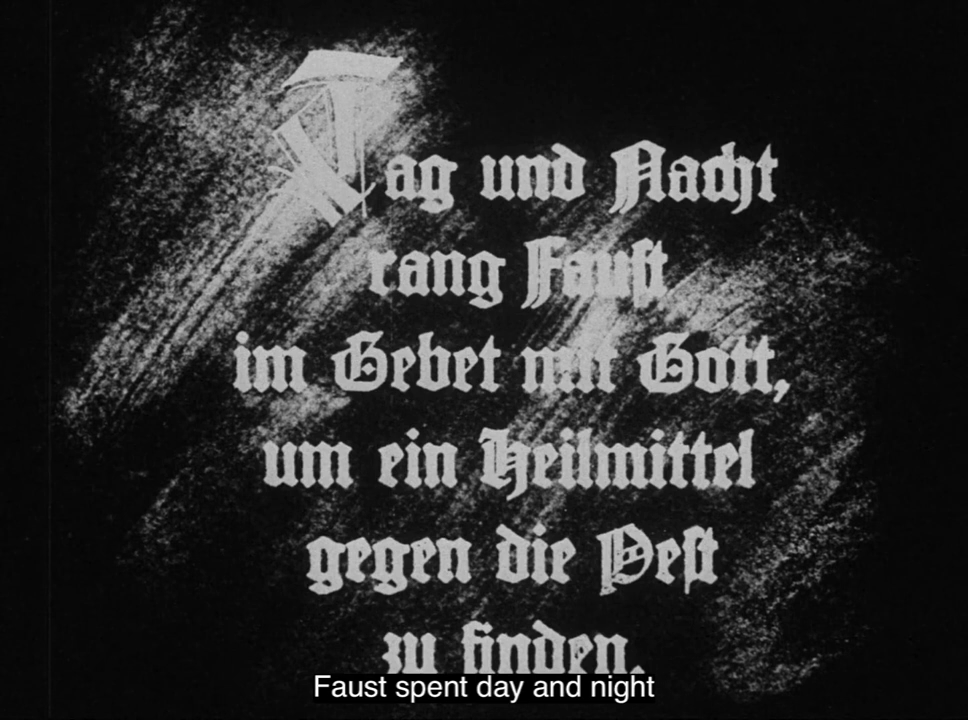 Tag und Nacht
rang Faust
im Gebet mit Gott,
um ein Heilmittel
gegen die Pest
zu finden.
Faust spent day and night